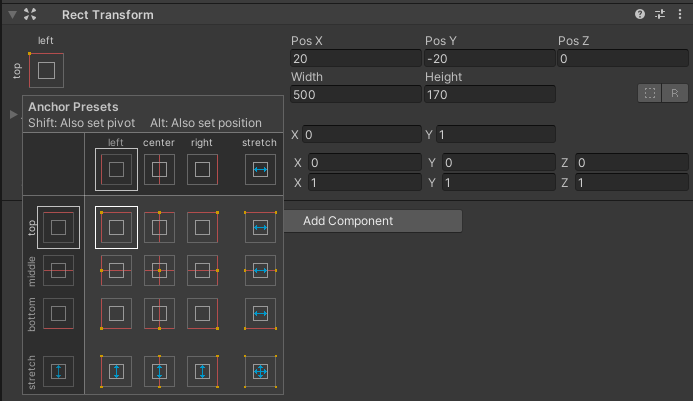 Rect Transform
left
top
Pos X Pos Y Pos Z
20 -20 0
Width Height
500 170
R
Anchor Presets
Shift: Also set pivot Alt: Also set position
left center right stretch
X 0 Y 1
X 0 Y 0 Z 0
X 1 Y 1 Z 1
top
Add Component
middle
bottom
stretch